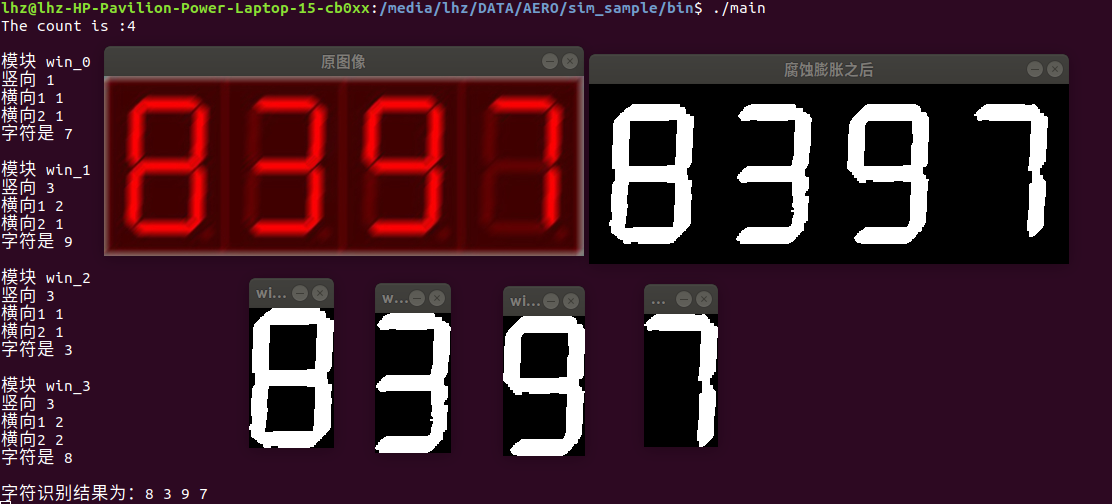 lhz@lhz-HP-Pavilion-Power-Laptop-15-cb0xx:/media/lhz/DATA/AERO/sim_sample/bin$ ./main
The count is :4
模块 win_0
竖向 1
横向1 1
横向2 1
字符是 7
模块 win_1
竖向 3
横向1 2
横向2 1
字符是 9
模块 win_2
竖向 3
横向1 1
横向2 1
字符是 3
模块 win_3
竖向 3
横向1 2
横向2 2
字符是 8
字符识别结果为：8 3 9 7
原图像
8397
腐蚀膨胀之后
8397
wi...
8
w...
3
wi...
9
...
7